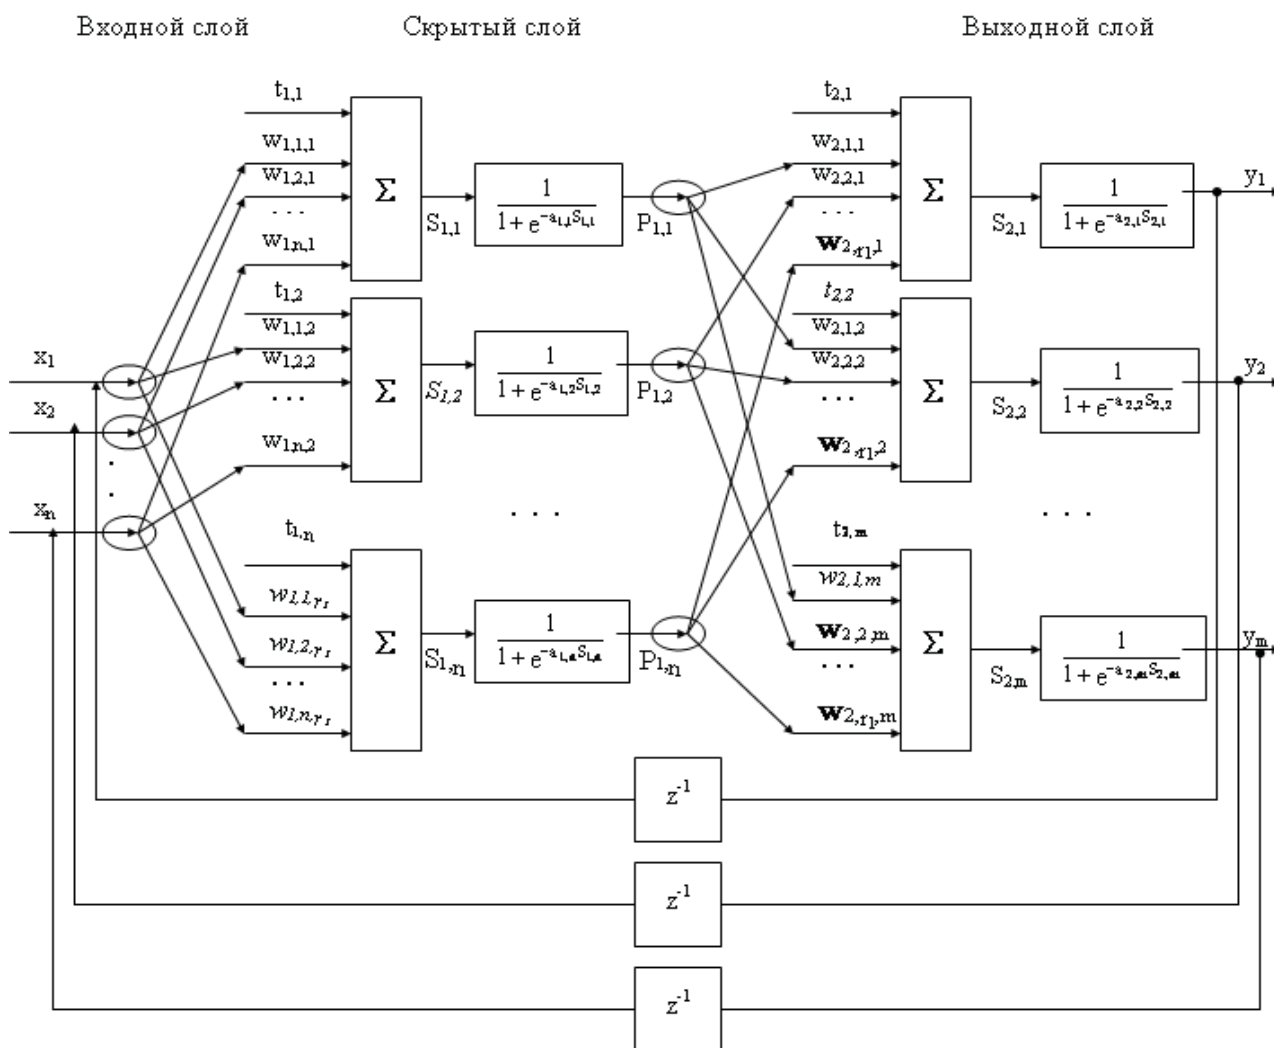 Входной слой Скрытый слой Выходной слой
t1,1 t2,1
w1,1,1 w2,1,1
w1,2,1 w2,2,1
Σ 1 Σ 1
. . . 1 + e^-a1,1S1,1 . . . 1 + e^-a2,1S2,1 y1
S1,1 P1,1 S2,1
w1,n,1 w2,r1,1
t1,2 t2,2
w1,1,2 w2,1,2
x1 w1,2,2 w2,2,2 y2
Σ 1 Σ 1
. . . S1,2 1 + e^-a1,2S1,2 P1,2 . . . S2,2 1 + e^-a2,2S2,2
x2
. w1,n,2 w2,r1,2
.
xn . . . . . .
t1,n t2,m
w1,1,r1 w2,1,m
w1,2,r1 w2,2,m ym
Σ 1 Σ 1
. . . S1,n 1 + e^-a1,nS1,n P1,n . . . S2,m 1 + e^-a2,mS2,m
w1,n,r1 w2,r1,m
z^-1
z^-1
z^-1